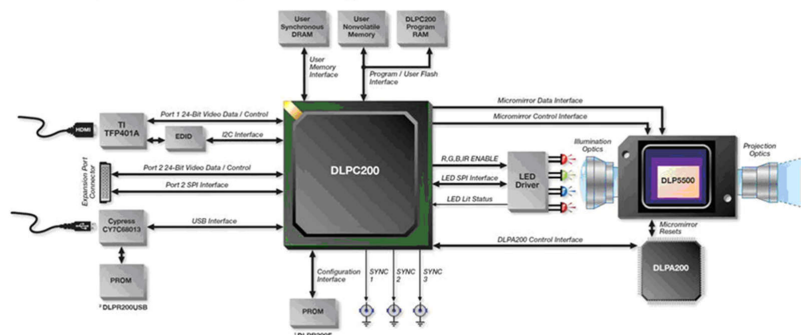 User
Synchronous
DRAM
User
Nonvolatile
Memory
DLPC200
Program
RAM
User
Memory
Interface
Program / User Flash
Interface
HDMI
TI
TFP401A
EDID
Port 1 24-Bit Video Data / Control
I2C Interface
Expansion Port
Connector
Port 2 24-Bit Video Data / Control
Port 2 SPI Interface
Cypress
CY7C68013
USB Interface
PROM
DLPR200USB
DLPC200
Configuration
Interface
PROM
SYNC
1
SYNC
2
SYNC
3
Micromirror Data Interface
Micromirror Control Interface
R,G,B,IR ENABLE
LED SPI Interface
LED Lit Status
LED
Driver
Illumination
Optics
DLP5500
Projection
Optics
Micromirror
Resets
DLPA200 Control Interface
DLPA200